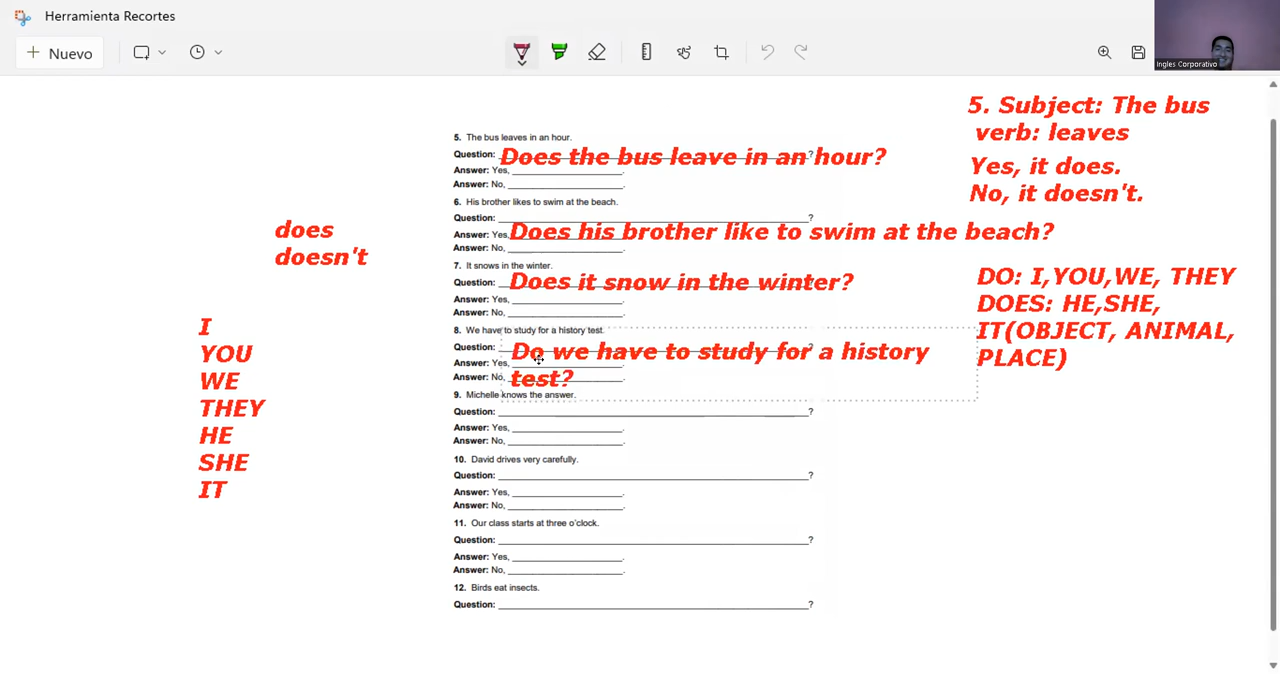 Herramienta Recortes
Nuevo
Ingles Corporativo
5. Subject: The bus
verb: leaves
Yes, it does.
No, it doesn't.
5. The bus leaves in an hour.
Question: ?
Does the bus leave in an hour?
Answer: Yes, .
Answer: No, .
6. His brother likes to swim at the beach.
Question: ?
Does his brother like to swim at the beach?
Answer: Yes,
Answer: No, .
7. It snows in the winter.
Question:
Does it snow in the winter?
Answer: Yes, .
Answer: No, .
8. We have to study for a history test.
Question: ?
Do we have to study for a history
test?
Answer: Yes, .
Answer: No, .
9. Michelle knows the answer.
Question: ?
Answer: Yes, .
Answer: No, .
10. David drives very carefully.
Question: ?
Answer: Yes, .
Answer: No, .
11. Our class starts at three o'clock.
Question: ?
Answer: Yes, .
Answer: No, .
12. Birds eat insects.
Question: ?
does
doesn't
I
YOU
WE
THEY
HE
SHE
IT
DO: I,YOU,WE, THEY
DOES: HE,SHE,
IT(OBJECT, ANIMAL,
PLACE)